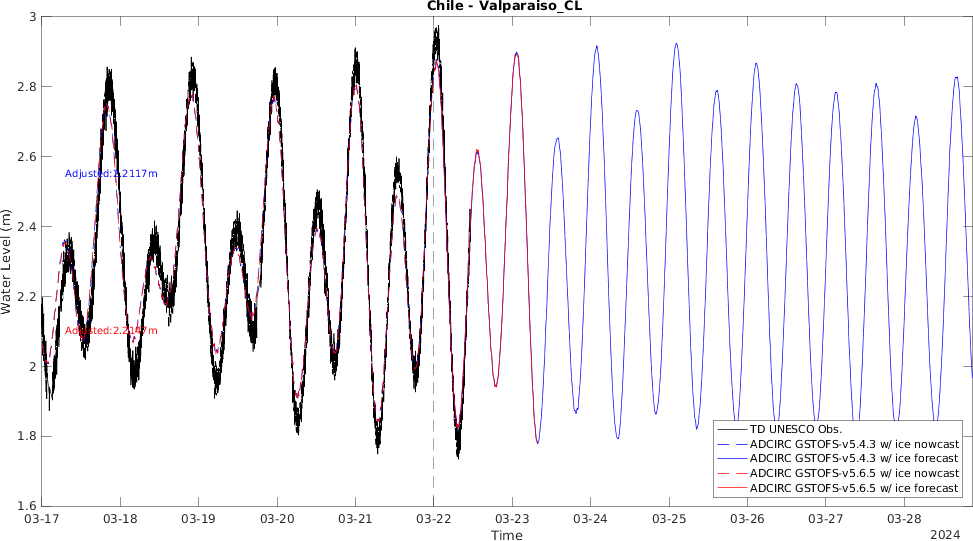 Chile - Valparaiso_CL
3
2.8
2.6
2.4
2.2
2
1.8
1.6
Water Level (m)
Adjusted:2.2117m
Adjusted:2.2147m
TD UNESCO Obs.
ADCIRC GSTOFS-v5.4.3 w/ ice nowcast
ADCIRC GSTOFS-v5.4.3 w/ ice forecast
ADCIRC GSTOFS-v5.6.5 w/ ice nowcast
ADCIRC GSTOFS-v5.6.5 w/ ice forecast
03-17 03-18 03-19 03-20 03-21 03-22 03-23 03-24 03-25 03-26 03-27 03-28
Time
2024